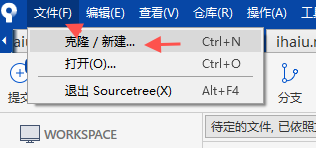 文件(F) 编辑(E) 查看(V) 仓库(R) 操作(A)
克隆 / 新建... Ctrl+N
打开(O)... Ctrl+O
退出 Sourcetree(X) Alt+F4
ihaiu.r
提交
分支
WORKSPACE
待定的文件, 已依照